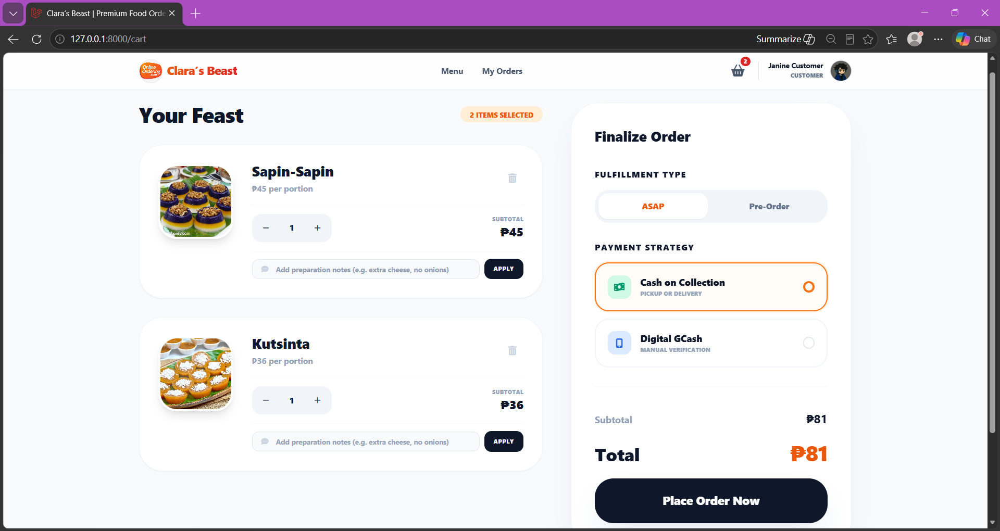 Clara's Beast | Premium Food Orde
127.0.0.1:8000/cart
Summarize
Chat
Online Ordering .com
Clara's Beast
Menu
My Orders
2
Janine Customer
CUSTOMER
Your Feast
2 ITEMS SELECTED
Sapin-Sapin
₱45 per portion
1
SUBTOTAL
₱45
Add preparation notes (e.g. extra cheese, no onions)
APPLY
Kutsinta
₱36 per portion
1
SUBTOTAL
₱36
Add preparation notes (e.g. extra cheese, no onions)
APPLY
Finalize Order
FULFILLMENT TYPE
ASAP
Pre-Order
PAYMENT STRATEGY
Cash on Collection
PICKUP OR DELIVERY
Digital GCash
MANUAL VERIFICATION
Subtotal
₱81
Total
₱81
Place Order Now